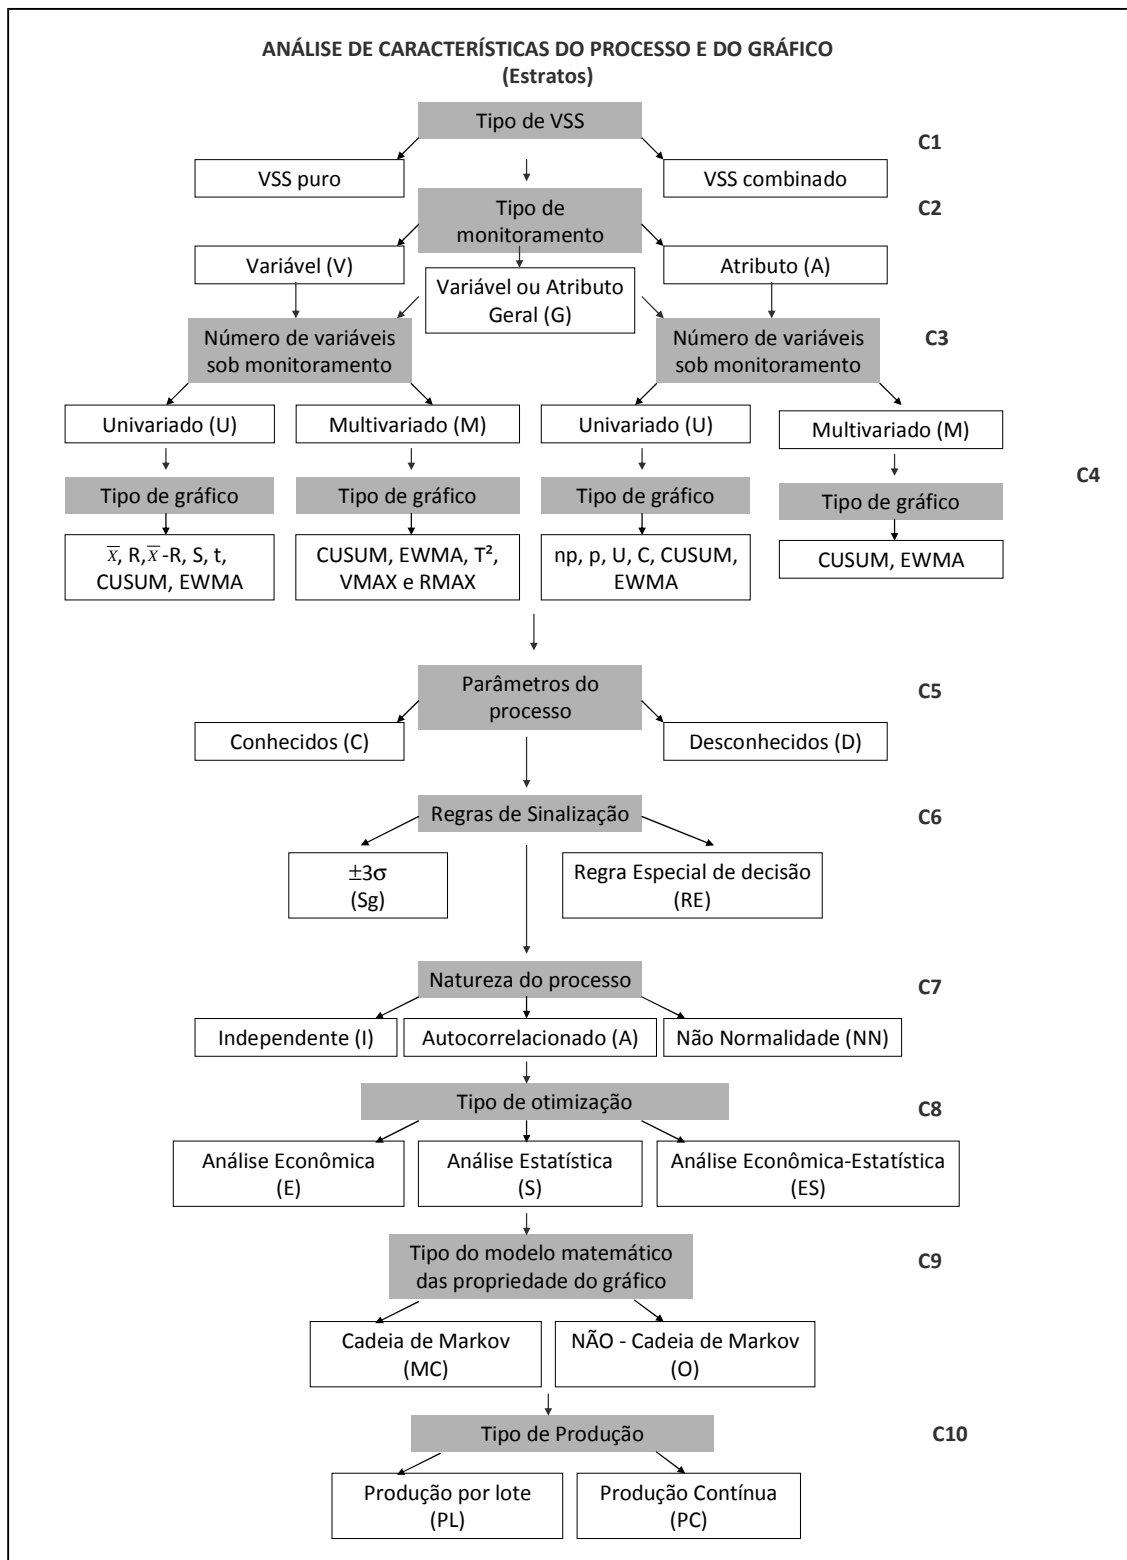 ANÁLISE DE CARACTERÍSTICAS DO PROCESSO E DO GRÁFICO
(Estratos)
Tipo de VSS
C1
VSS puro
VSS combinado
Tipo de
monitoramento
C2
Variável (V)
Atributo (A)
Variável ou Atributo
Geral (G)
Número de variáveis
sob monitoramento
Número de variáveis
sob monitoramento
C3
Univariado (U)
Multivariado (M)
Univariado (U)
Multivariado (M)
C4
Tipo de gráfico
Tipo de gráfico
Tipo de gráfico
Tipo de gráfico
X̅, R, X̅-R, S, t,
CUSUM, EWMA
CUSUM, EWMA, T²,
VMAX e RMAX
np, p, U, C, CUSUM,
EWMA
CUSUM, EWMA
Parâmetros do
processo
C5
Conhecidos (C)
Desconhecidos (D)
Regras de Sinalização
C6
±3σ
(Sg)
Regra Especial de decisão
(RE)
Natureza do processo
C7
Independente (I)
Autocorrelacionado (A)
Não Normalidade (NN)
Tipo de otimização
C8
Análise Econômica
(E)
Análise Estatística
(S)
Análise Econômica-Estatística
(ES)
Tipo do modelo matemático
das propriedade do gráfico
C9
Cadeia de Markov
(MC)
NÃO - Cadeia de Markov
(O)
Tipo de Produção
C10
Produção por lote
(PL)
Produção Contínua
(PC)